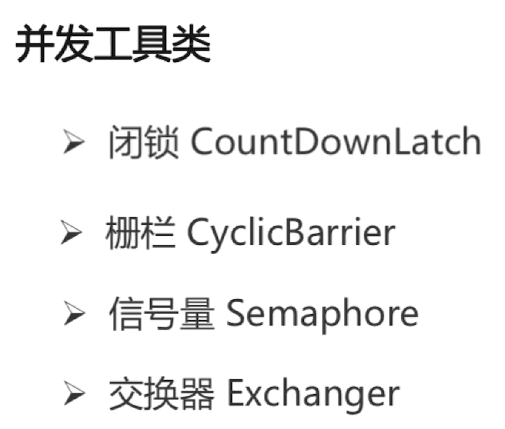 并发工具类
➢ 闭锁 CountDownLatch
➢ 栅栏 CyclicBarrier
➢ 信号量 Semaphore
➢ 交换器 Exchanger